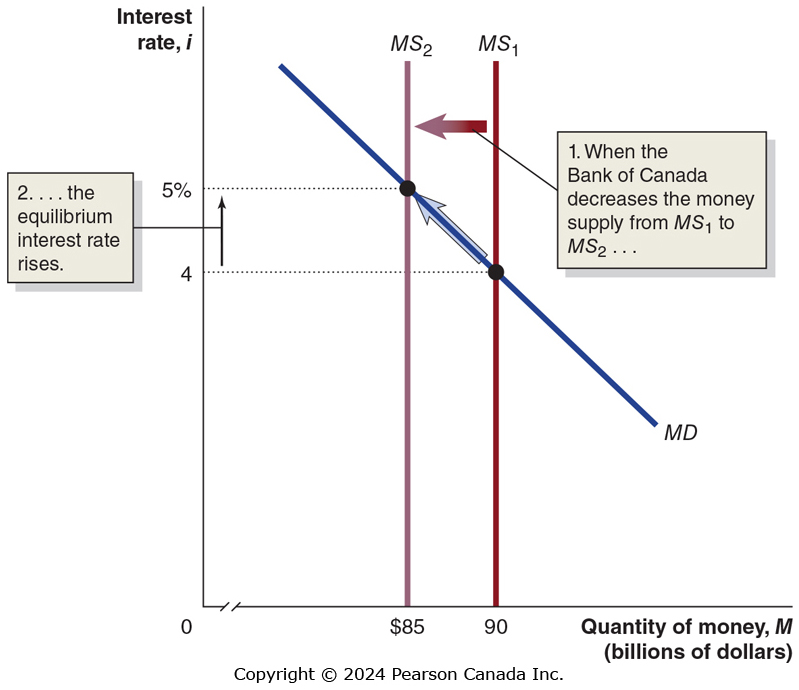 Interest
rate, i
MS₂
MS₁
1. When the
Bank of Canada
decreases the money
supply from MS₁ to
MS₂ . . .
2. . . . the
equilibrium
interest rate
rises.
5%
4
MD
0
$85
90
Quantity of money, M
(billions of dollars)
Copyright © 2024 Pearson Canada Inc.